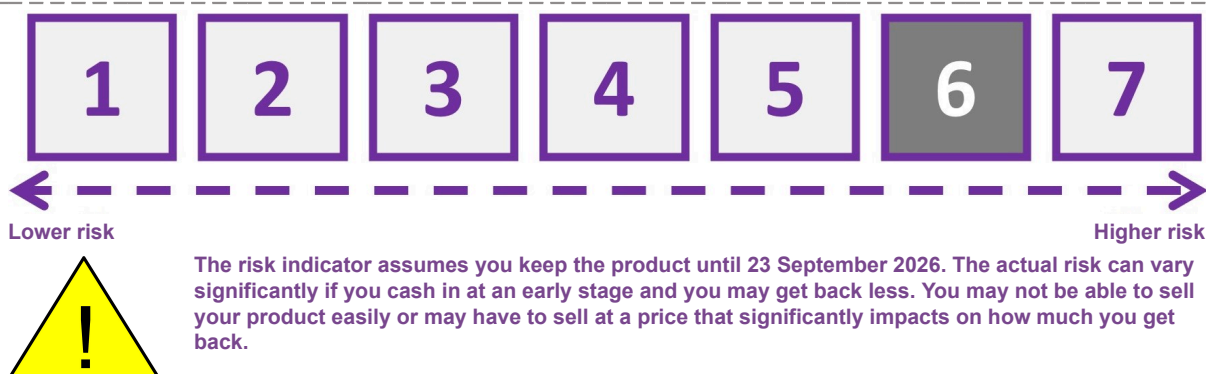 1 2 3 4 5 6 7
Lower risk Higher risk
The risk indicator assumes you keep the product until 23 September 2026. The actual risk can vary
significantly if you cash in at an early stage and you may get back less. You may not be able to sell
your product easily or may have to sell at a price that significantly impacts on how much you get
back.
!